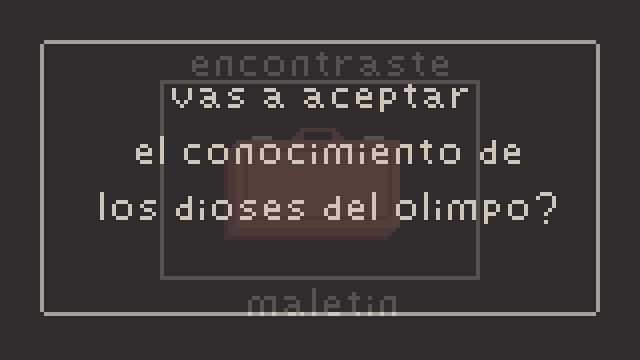 encontraste
vas a aceptar
el conocimiento de
los dioses del olimpo?
maletin